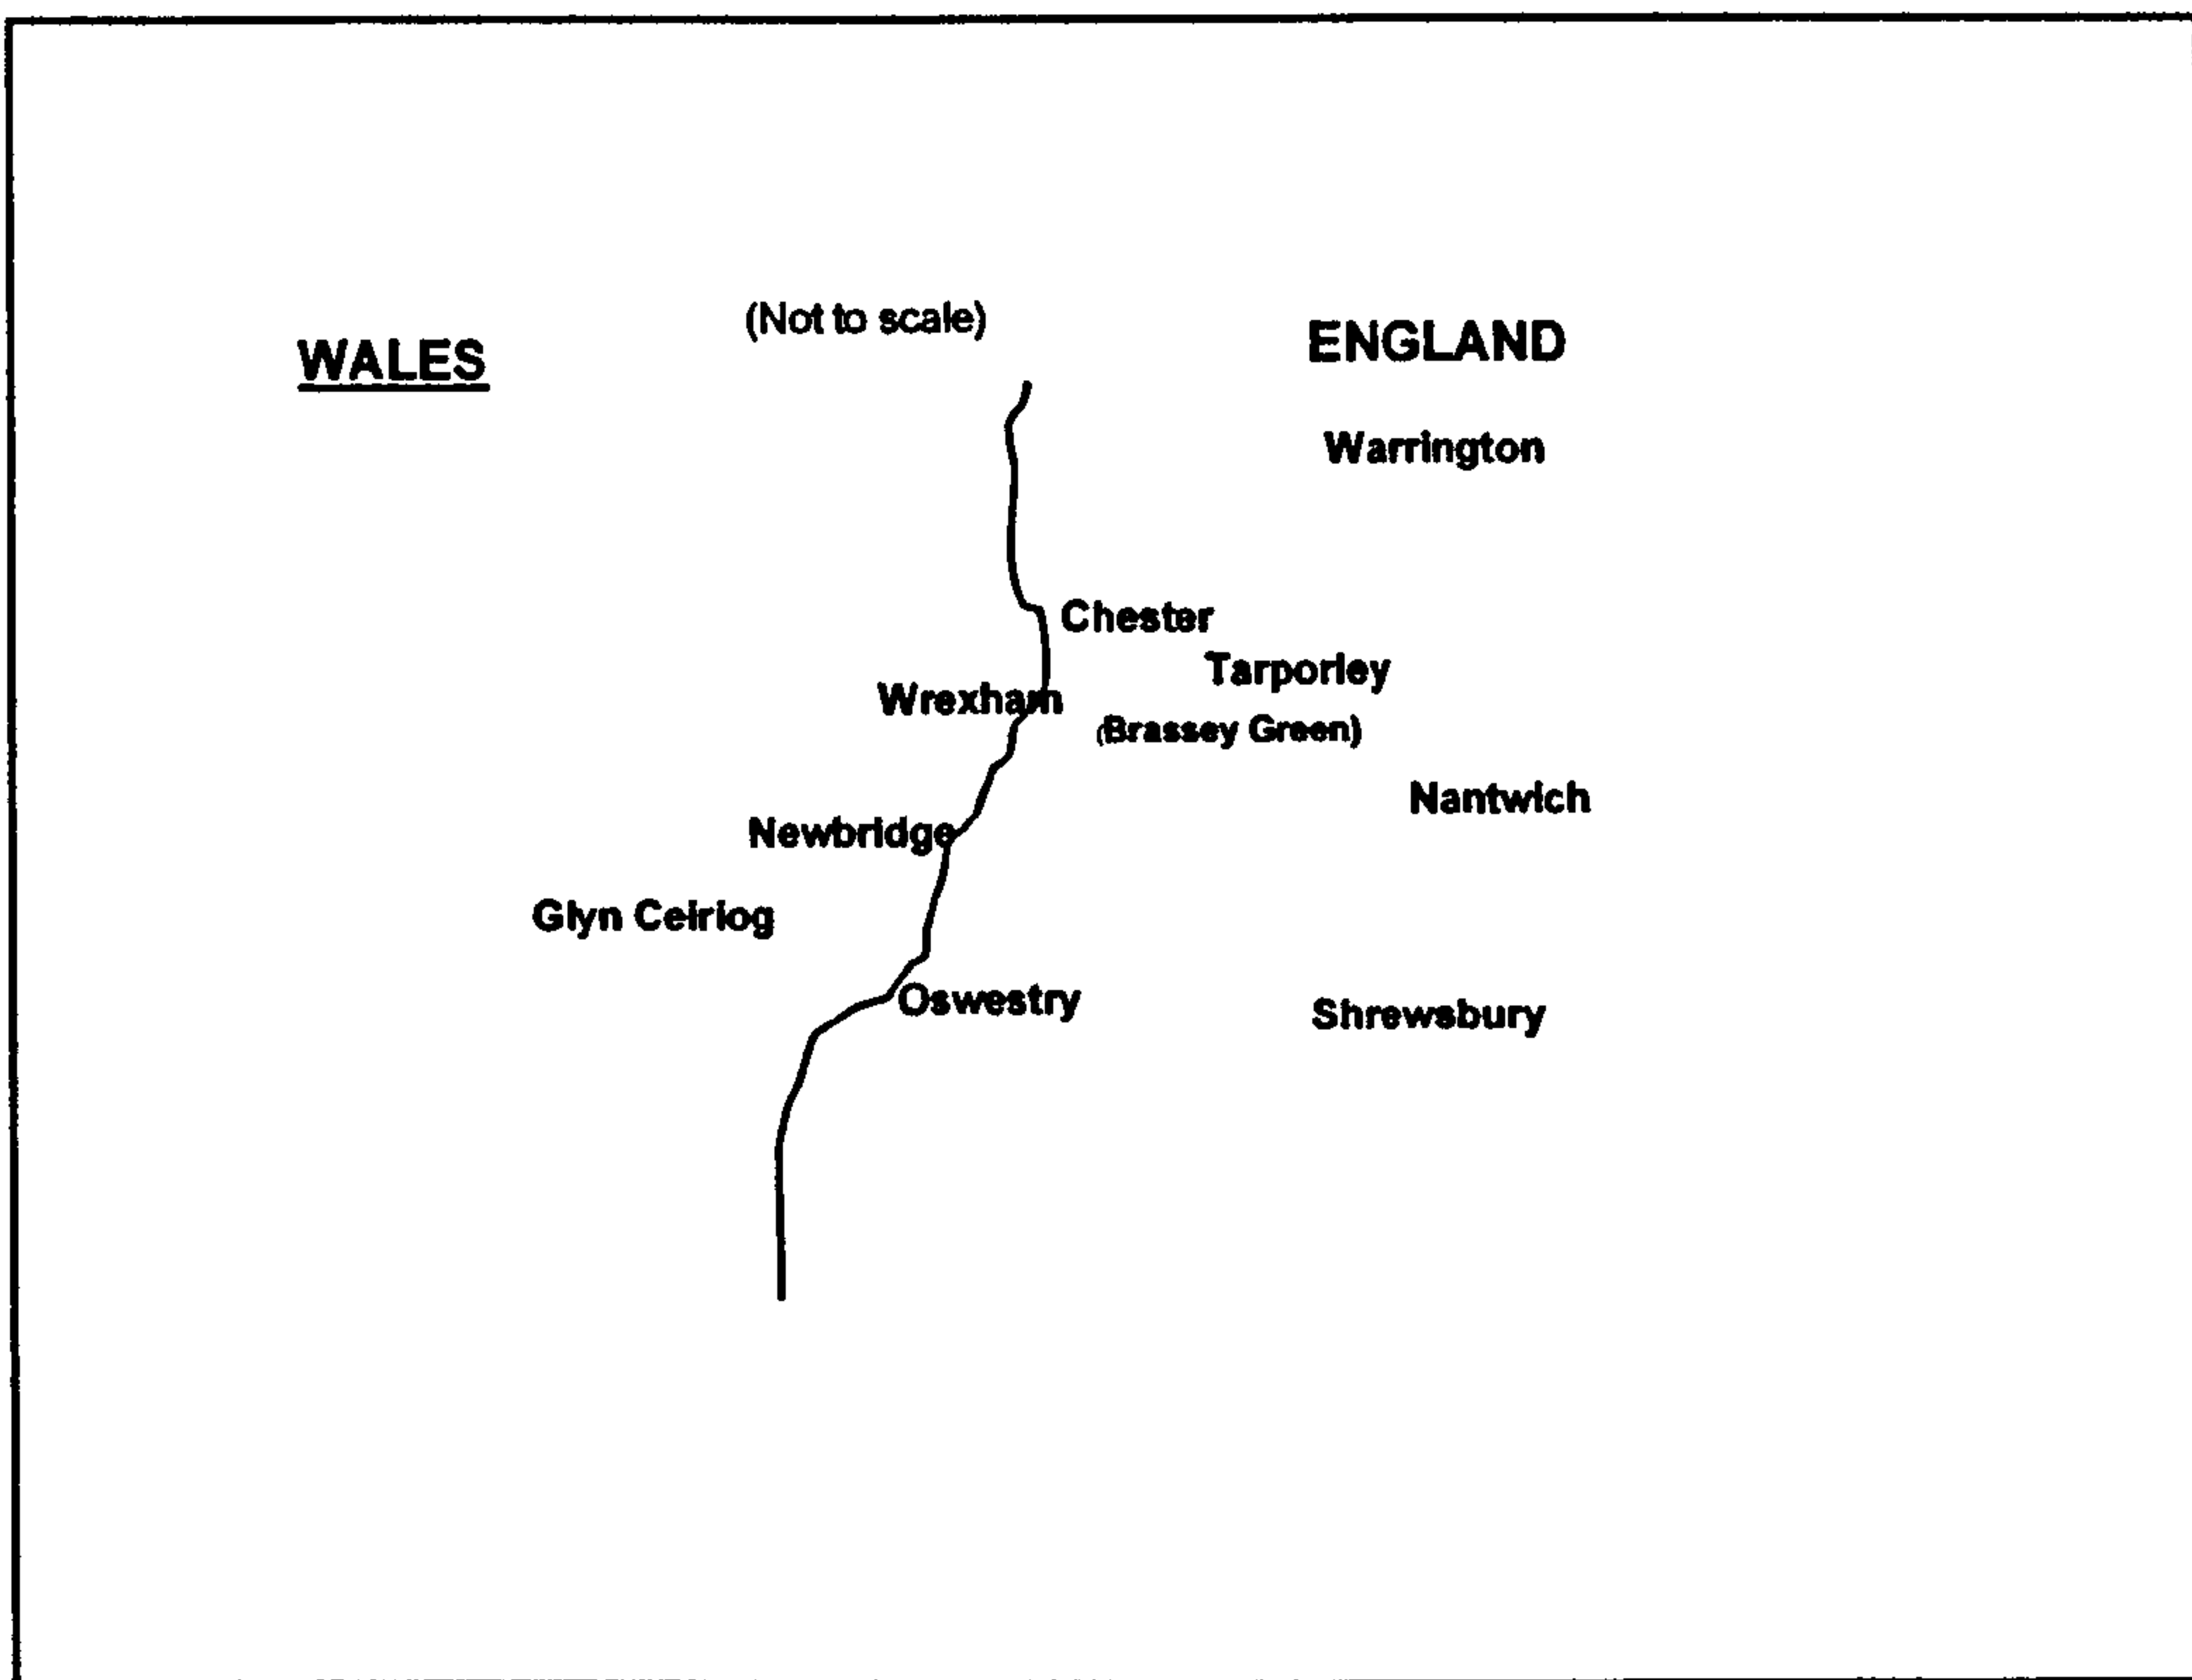 (Not to scale)
WALES
ENGLAND
Warrington
Chester
Tarporley
Wrexham
(Brassey Green)
Nantwich
Newbridge
Glyn Ceiriog
Oswestry
Shrewsbury